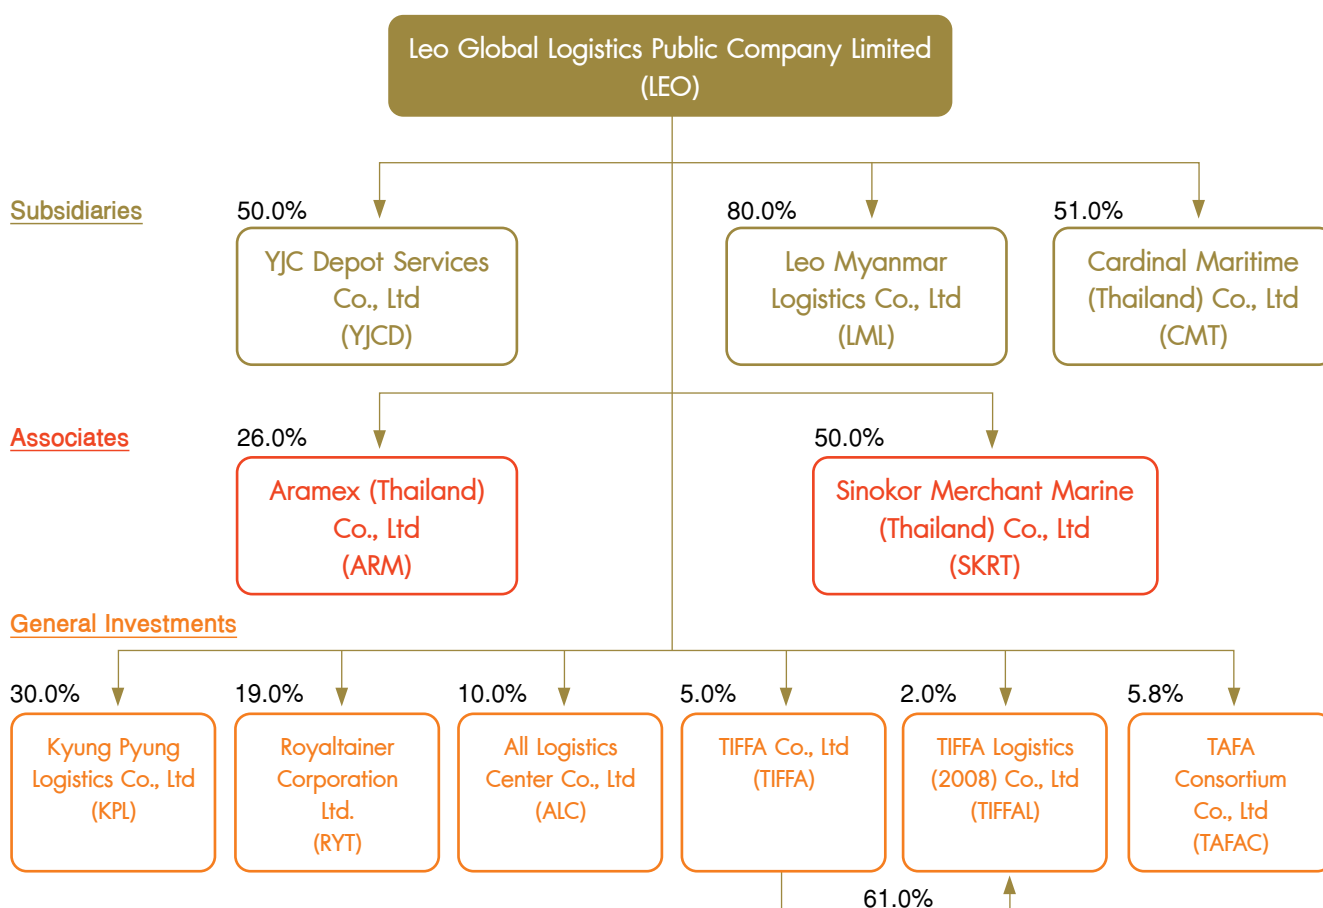 Leo Global Logistics Public Company Limited
(LEO)
Subsidiaries
50.0%
YJC Depot Services
Co., Ltd
(YJCD)
80.0%
Leo Myanmar
Logistics Co., Ltd
(LML)
51.0%
Cardinal Maritime
(Thailand) Co., Ltd
(CMT)
Associates
26.0%
Aramex (Thailand)
Co., Ltd
(ARM)
50.0%
Sinokor Merchant Marine
(Thailand) Co., Ltd
(SKRT)
General Investments
30.0%
Kyung Pyung
Logistics Co., Ltd
(KPL)
19.0%
Royaltainer
Corporation
Ltd.
(RYT)
10.0%
All Logistics
Center Co., Ltd
(ALC)
5.0%
TIFFA Co., Ltd
(TIFFA)
2.0%
TIFFA Logistics
(2008) Co., Ltd
(TIFFAL)
5.8%
TAFA
Consortium
Co., Ltd
(TAFAC)
61.0%